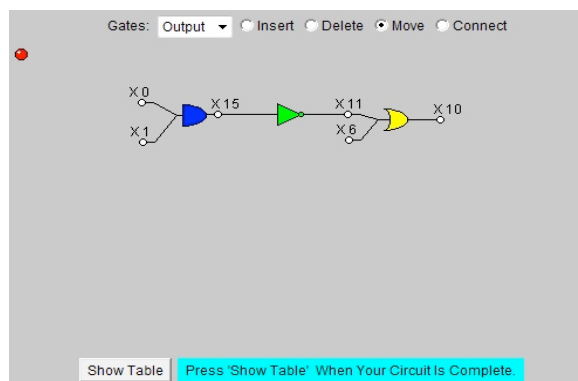 Gates: Output Insert Delete Move Connect
X 0
X 15
X 11
X 10
X 1
X 6
Show Table Press 'Show Table' When Your Circuit Is Complete.